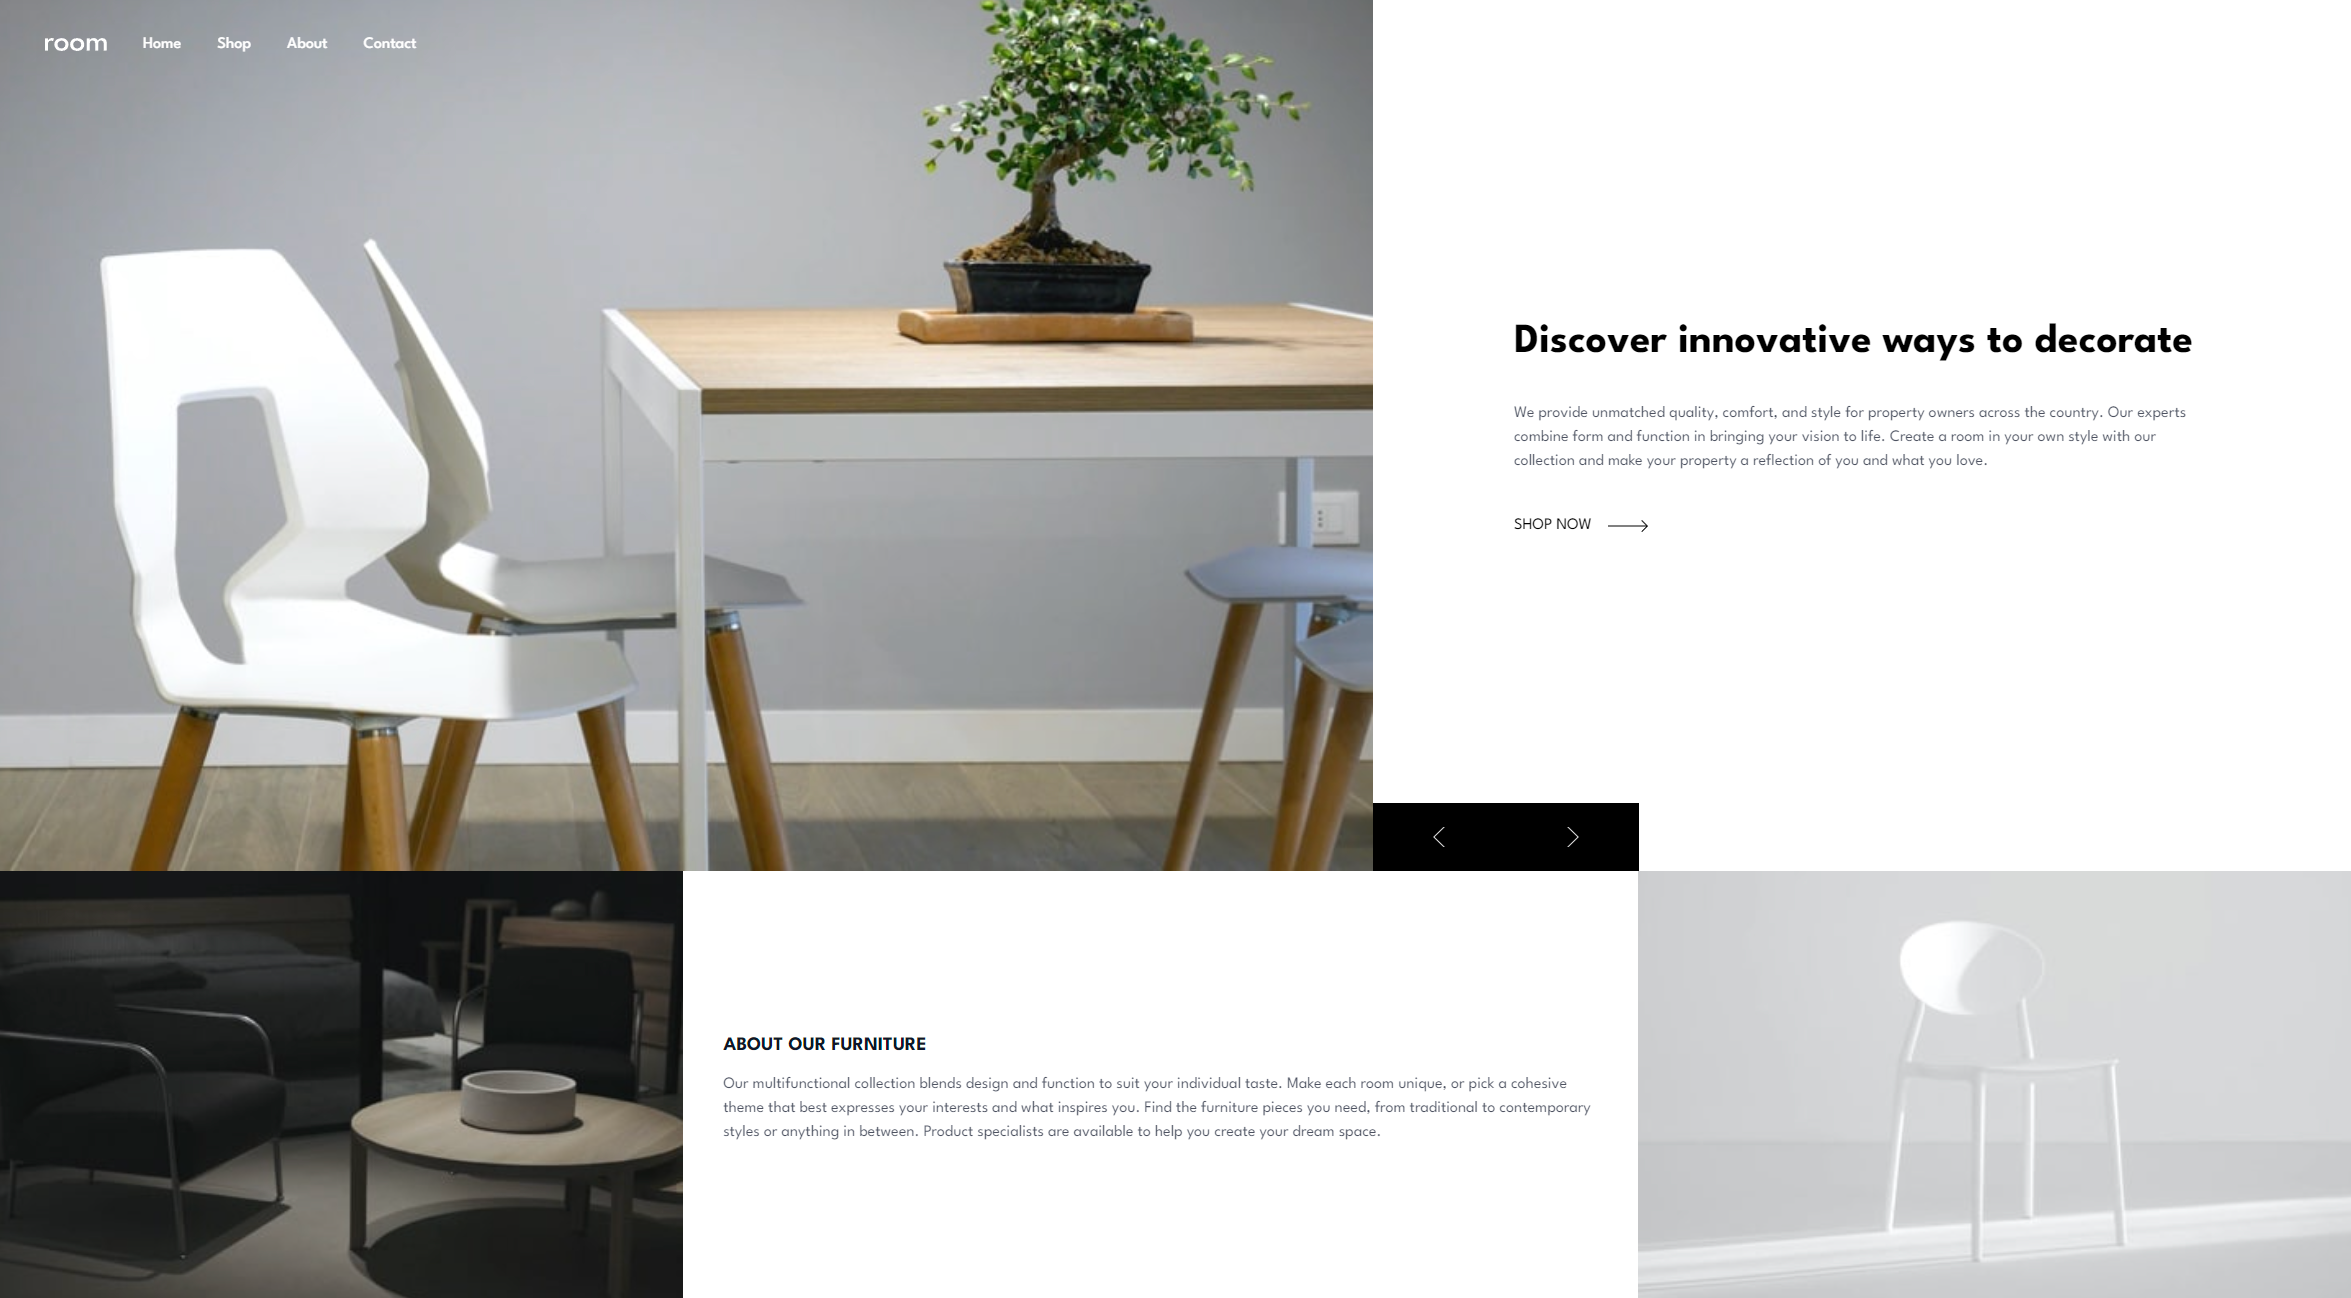 room Home Shop About Contact
Discover innovative ways to decorate
We provide unmatched quality, comfort, and style for property owners across the country. Our experts
combine form and function in bringing your vision to life. Create a room in your own style with our
collection and make your property a reflection of you and what you love.
SHOP NOW
ABOUT OUR FURNITURE
Our multifunctional collection blends design and function to suit your individual taste. Make each room unique, or pick a cohesive
theme that best expresses your interests and what inspires you. Find the furniture pieces you need, from traditional to contemporary
styles or anything in between. Product specialists are available to help you create your dream space.